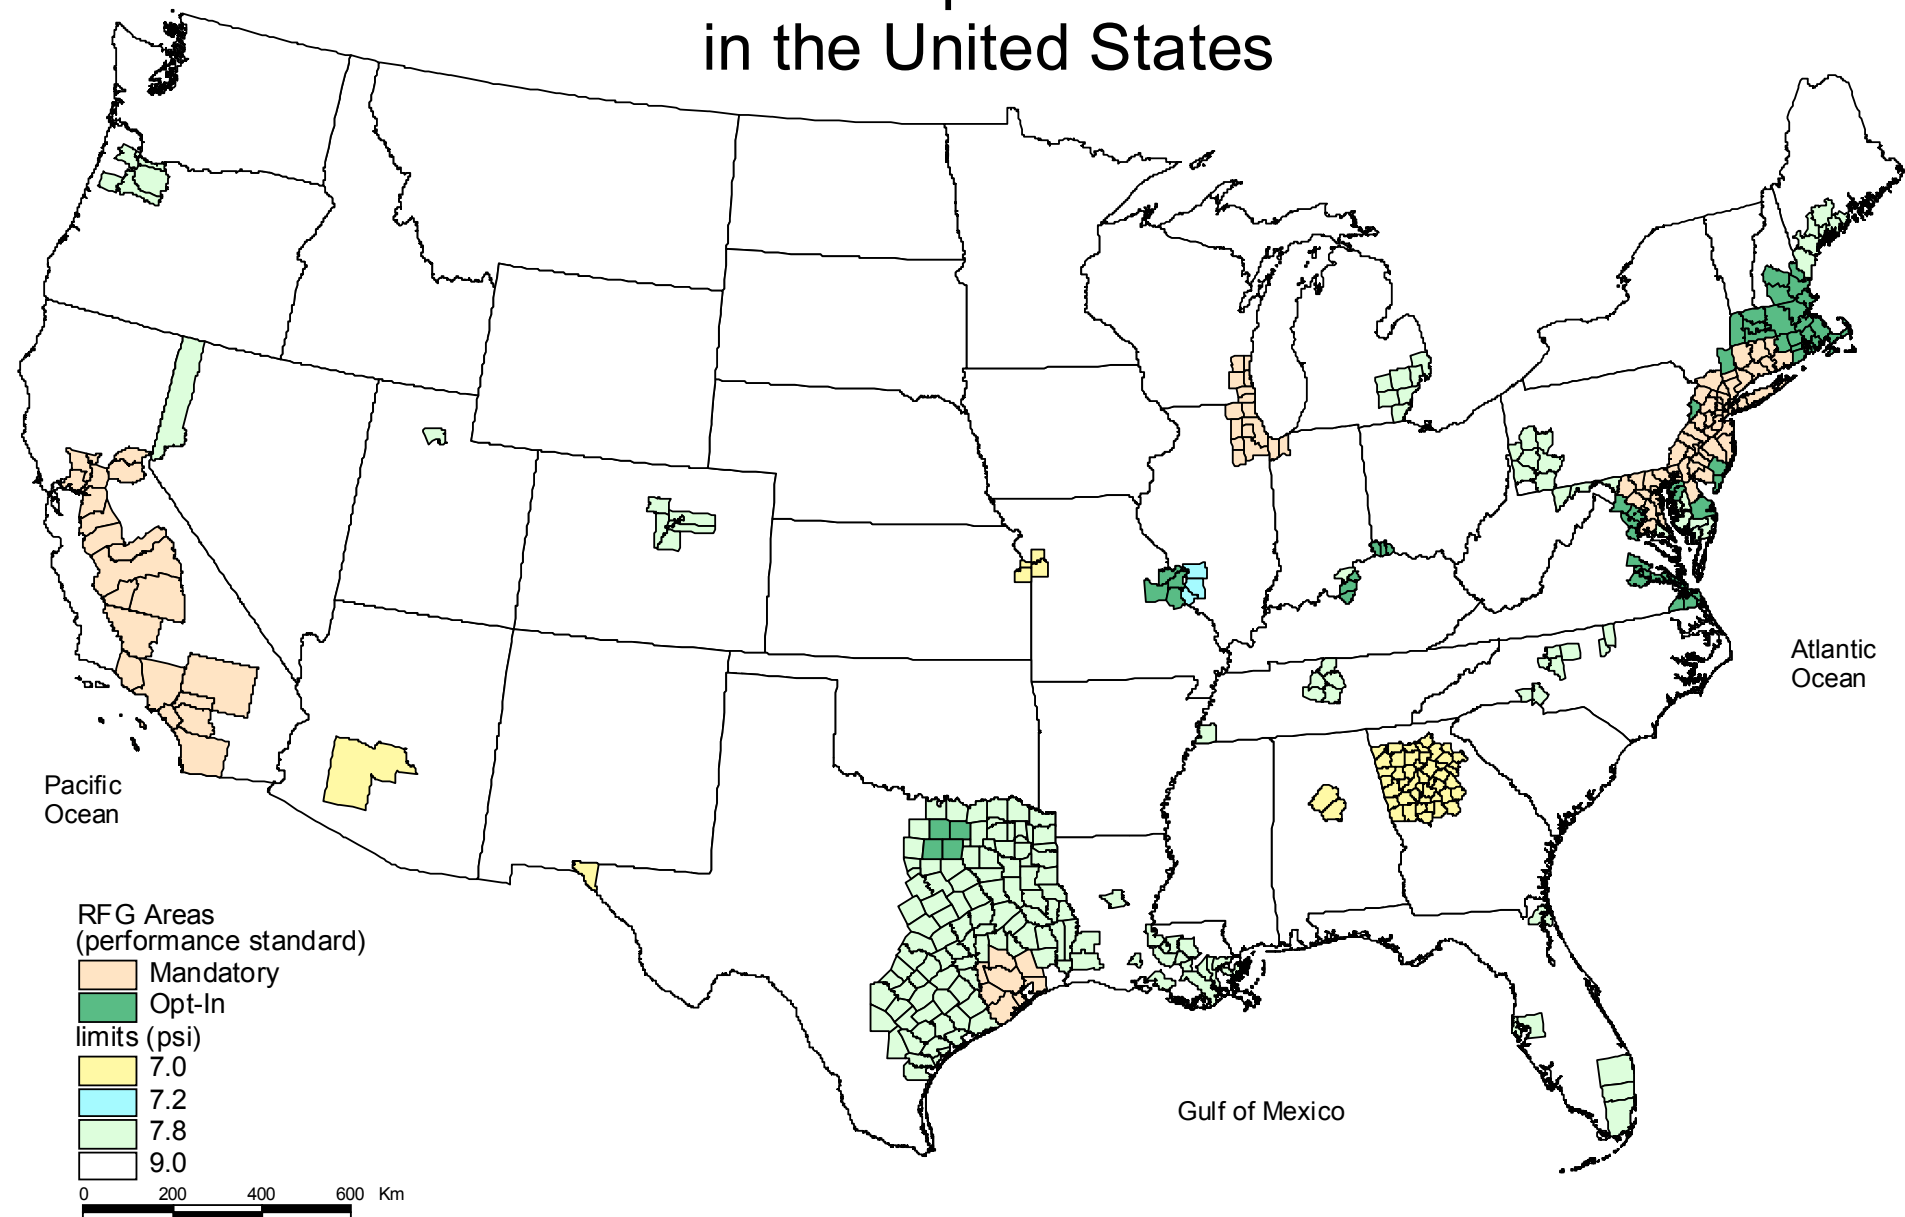 in the United States
Atlantic
Ocean
Pacific
Ocean
Gulf of Mexico
RFG Areas
(performance standard)
Mandatory
Opt-In
limits (psi)
7.0
7.2
7.8
9.0
0 200 400 600 Km